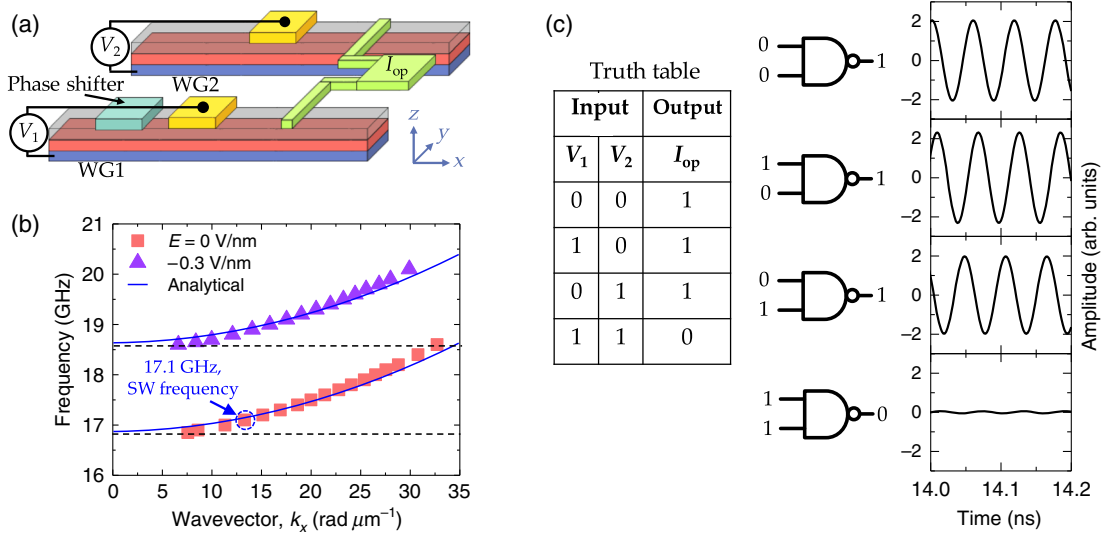 (a)
V2
WG2
Iop
Phase shifter
V1
WG1
z
y
x
(b)
21
20
19
18
17
16
Frequency (GHz)
E = 0 V/nm
−0.3 V/nm
Analytical
17.1 GHz,
SW frequency
0 5 10 15 20 25 30 35
Wavevector, kx (rad μm−1)
(c)
Truth table
Input Output
V1 V2 Iop
0 0 1
1 0 1
0 1 1
1 1 0
0
0
1
1
0
1
0
1
1
1
1
0
2
0
−2
2
0
−2
2
0
−2
2
0
−2
14.0 14.1 14.2
Time (ns)
Amplitude (arb. units)